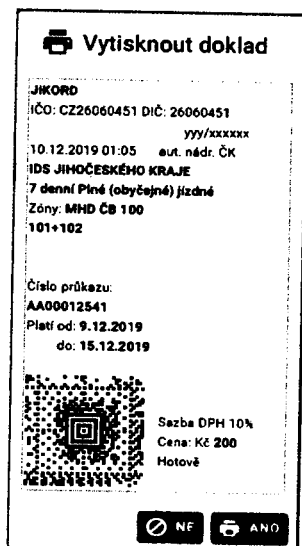 Vytisknout doklad
JIKORD
IČO: CZ26060451 DIČ: 26060451
yyy/xxxxxx
10.12.2019 01:05 aut. nádr. ČK
IDS JIHOČESKÉHO KRAJE
7 denní Plné (obyčejné) jízdné
Zóny: MHD ČB 100
101+102
Číslo průkazu:
AA00012541
Platí od: 9.12.2019
do: 15.12.2019
Sazba DPH 10%
Cena: Kč 200
Hotově
NE ANO